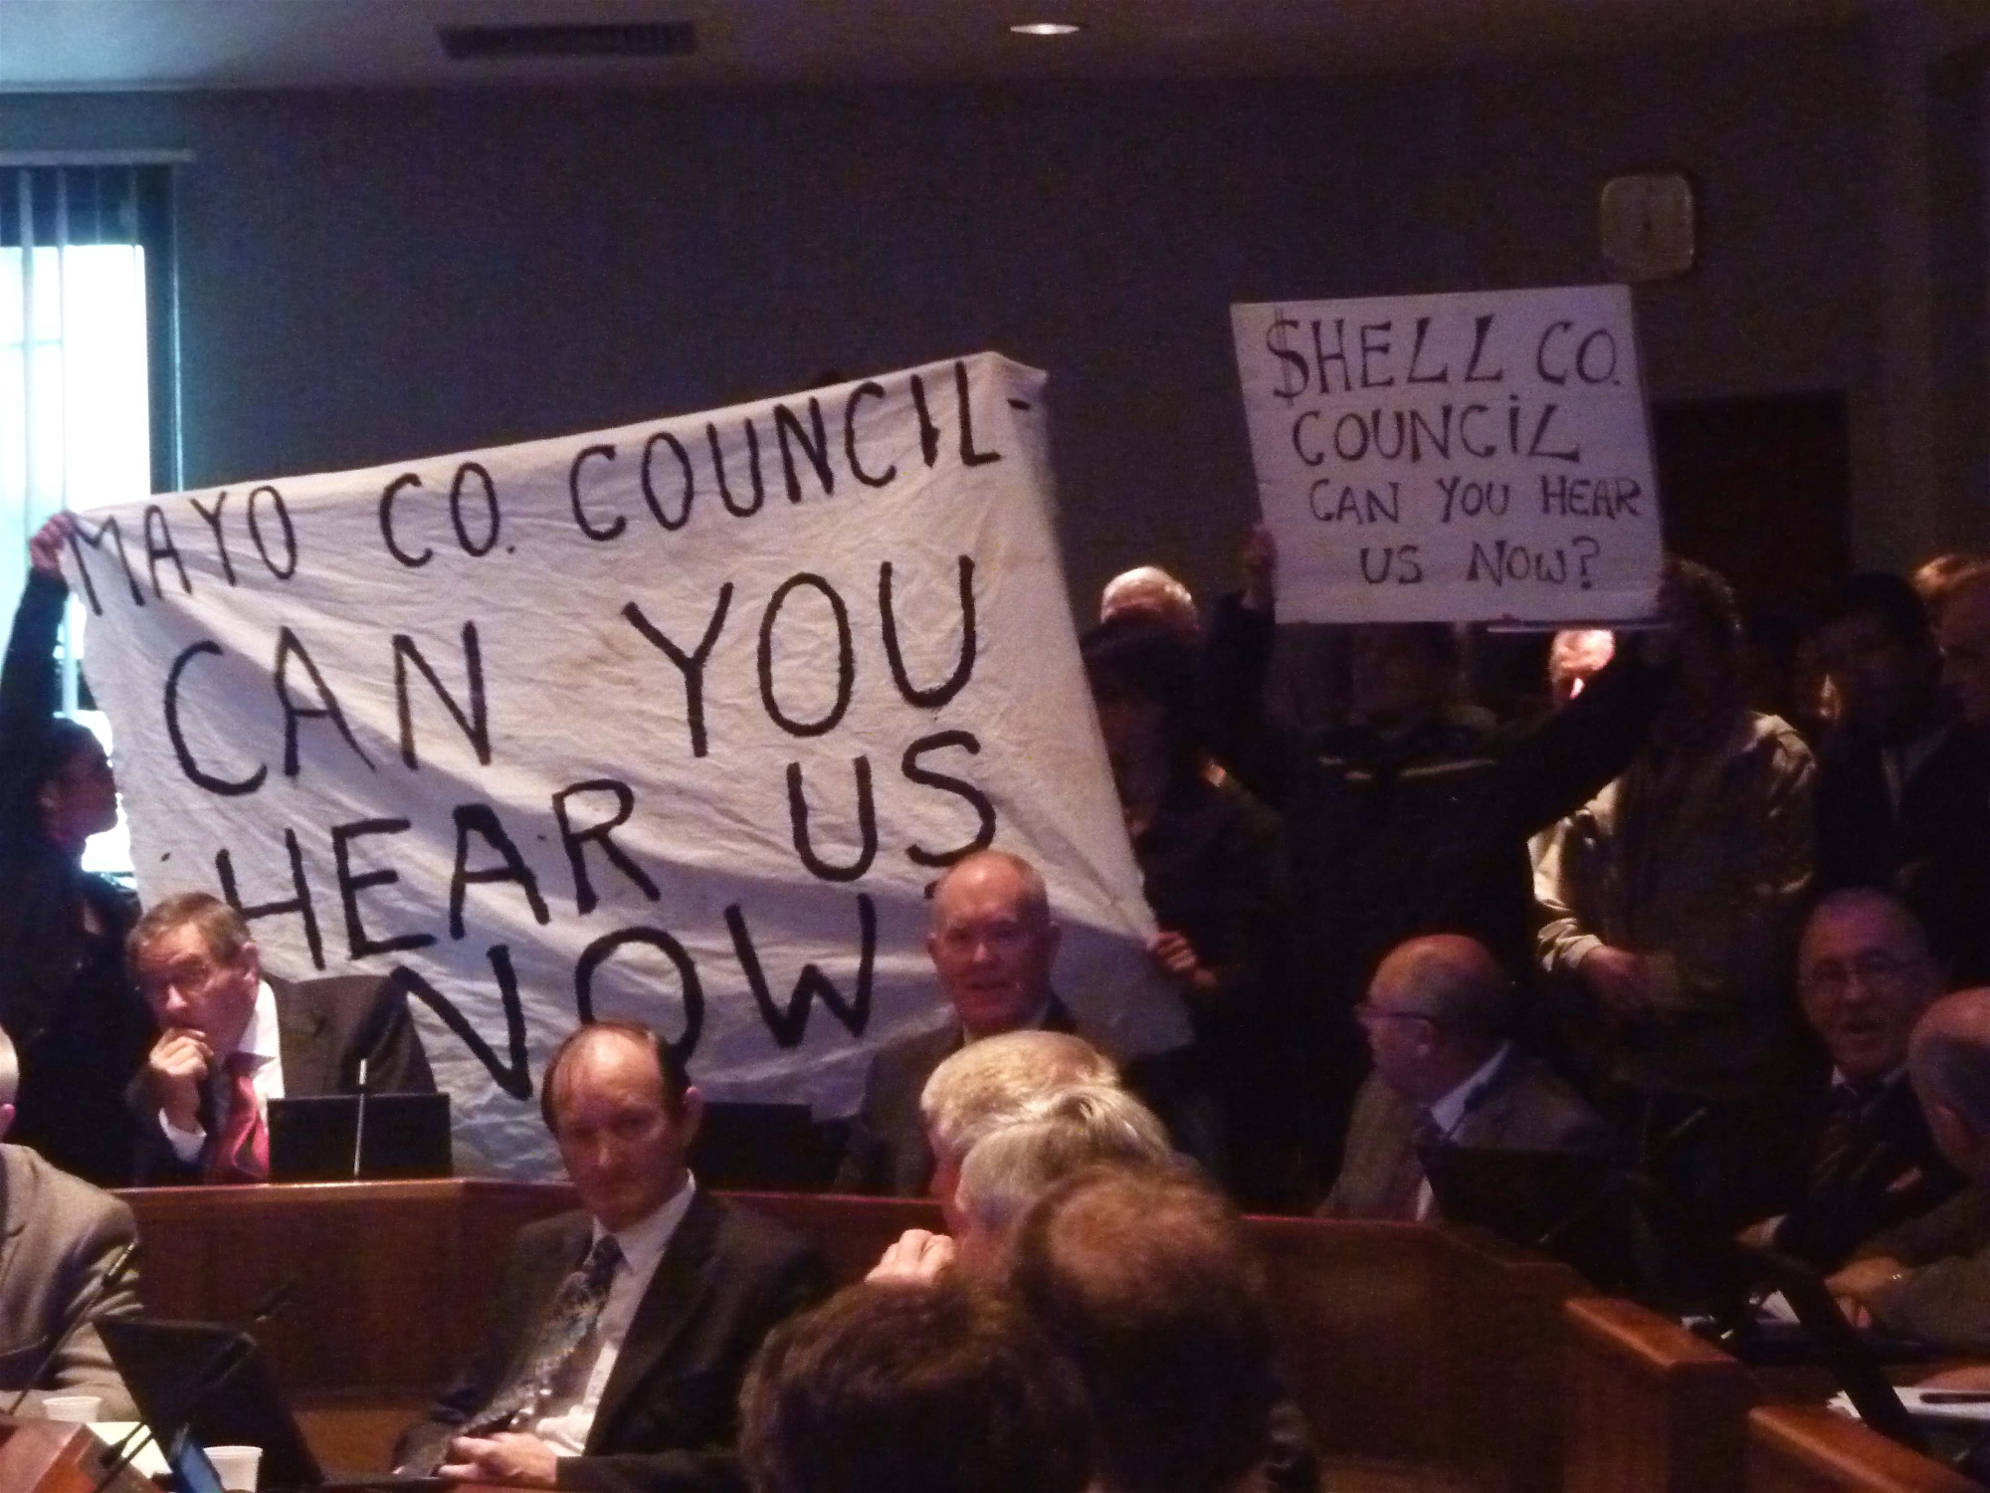 MAYO CO. COUNCIL-
CAN YOU
HEAR US
NOW
$HELL CO.
COUNCIL
CAN YOU HEAR
US NOW?